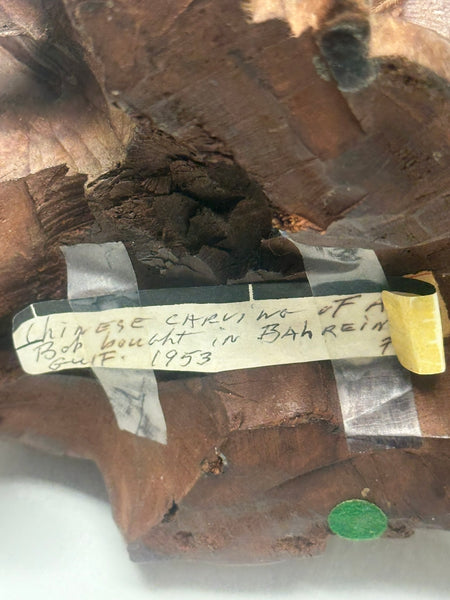 Chinese carving of A
Bob bought in Bahrein
Gulf. 1953